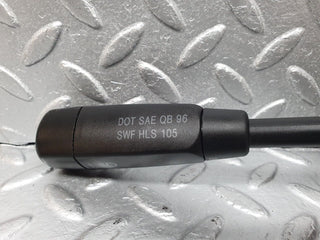 DOT SAE QB 96
SWF HLS 105